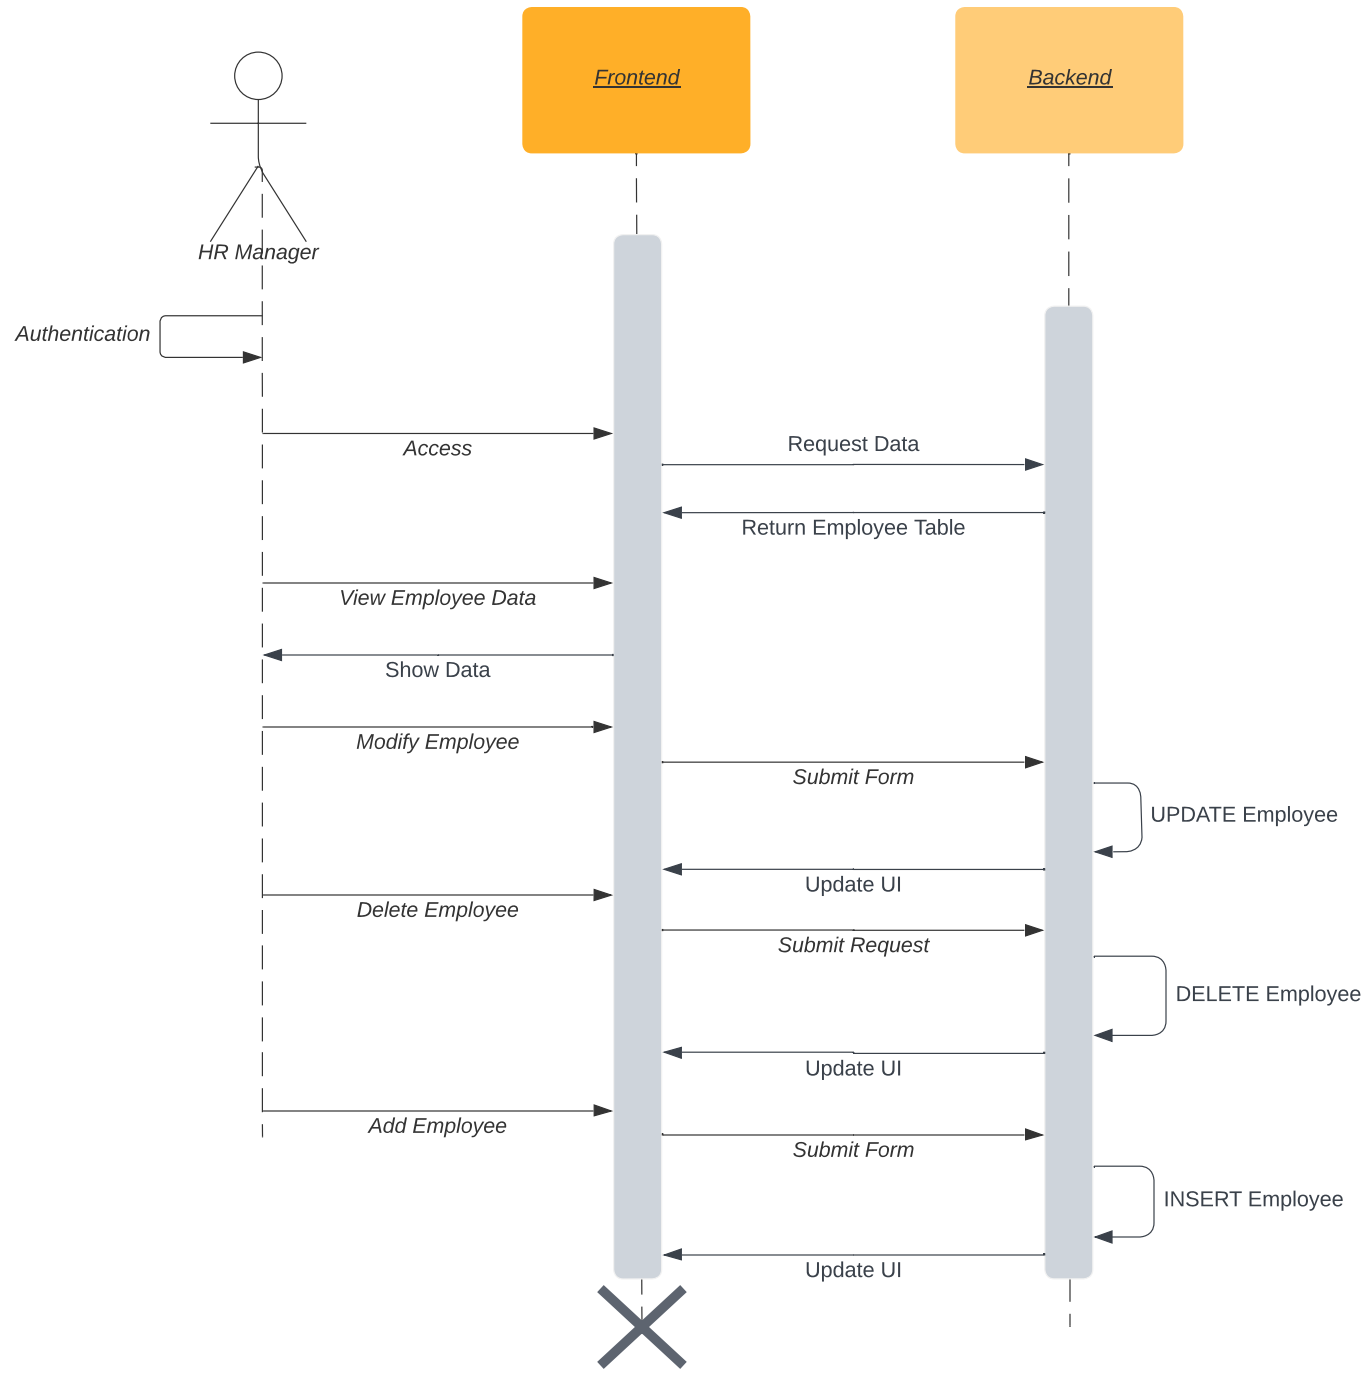 Frontend
Backend
HR Manager
Authentication
Access
Request Data
Return Employee Table
View Employee Data
Show Data
Modify Employee
Submit Form
UPDATE Employee
Update UI
Delete Employee
Submit Request
DELETE Employee
Update UI
Add Employee
Submit Form
INSERT Employee
Update UI